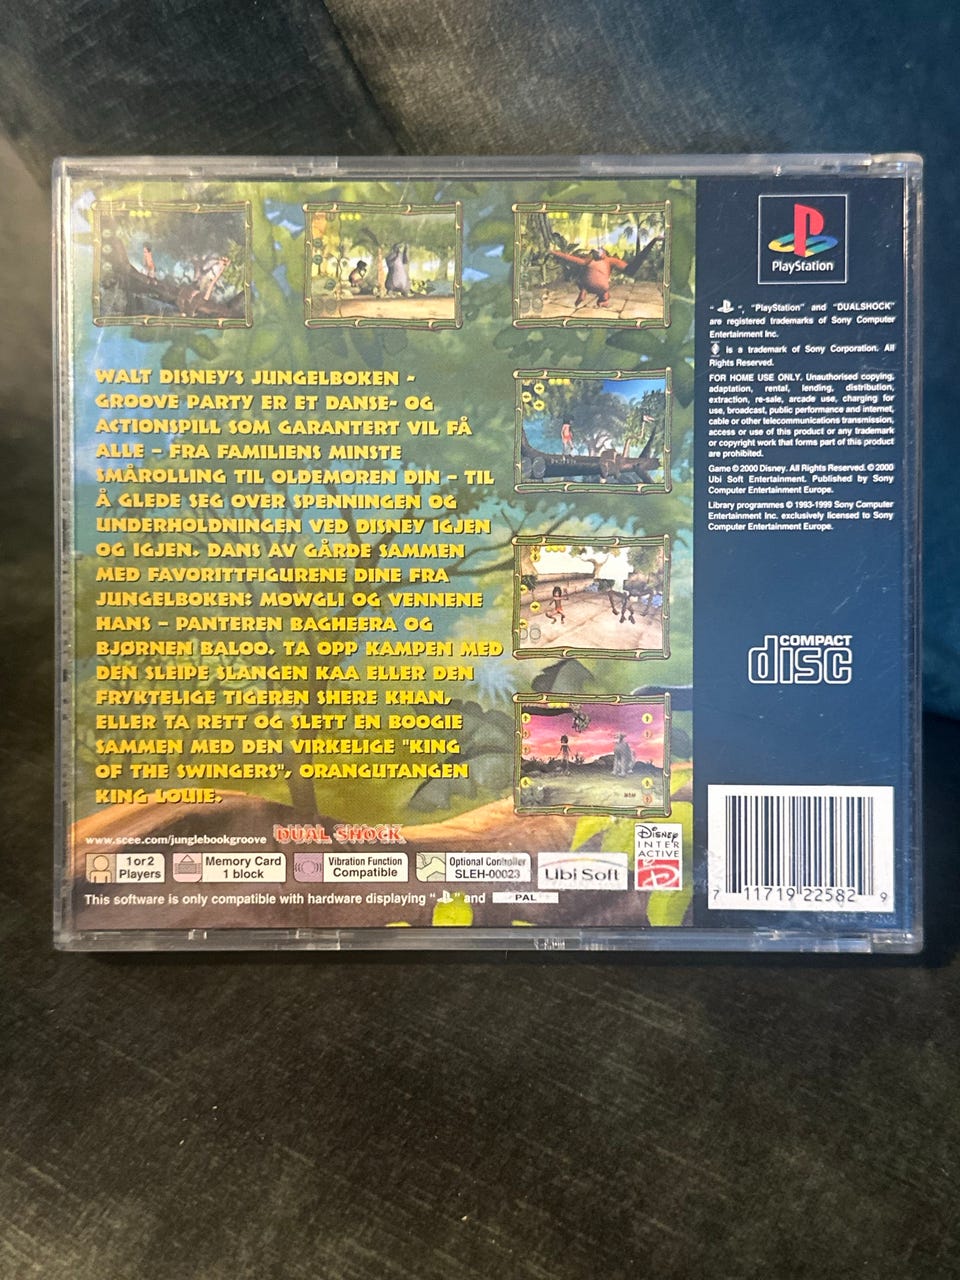 WALT DISNEY'S JUNGELBOKEN -
GROOVE PARTY ER ET DANSE- OG
ACTIONSPILL SOM GARANTERT VIL FÅ
ALLE - FRA FAMILIENS MINSTE
SMÅROLLING TIL OLDEMOREN DIN - TIL
Å GLEDE SEG OVER SPENNINGEN OG
UNDERHOLDNINGEN VED DISNEY IGJEN
OG IGJEN. DANS AV GÅRDE SAMMEN
MED FAVORITTFIGURENE DINE FRA
JUNGELBOKEN: MOWGLI OG VENNENE
HANS - PANTEREN BAGHEERA OG
BJØRNEN BALOO. TA OPP KAMPEN MED
DEN SLEIPE SLANGEN KAA ELLER DEN
FRYKTELIGE TIGEREN SHERE KHAN,
ELLER TA RETT OG SLETT EN BOOGIE
SAMMEN MED DEN VIRKELIGE "KING
OF THE SWINGERS", ORANGUTANGEN
KING LOUIE.
www.scee.com/junglebookgroove DUAL SHOCK
1 or 2
Players
Memory Card
1 block
Vibration Function
Compatible
Optional Controller
SLEH-00023
Ubi Soft
DISNEY
INTER
ACTIVE
This software is only compatible with hardware displaying " " and PAL
PlayStation
" ", "PlayStation" and "DUALSHOCK"
are registered trademarks of Sony Computer
Entertainment Inc.
is a trademark of Sony Corporation. All
Rights Reserved.
FOR HOME USE ONLY. Unauthorised copying,
adaptation, rental, lending, distribution,
extraction, re-sale, arcade use, charging for
use, broadcast, public performance and internet,
cable or other telecommunications transmission,
access or use of this product or any trademark
or copyright work that forms part of this product
are prohibited.
Game © 2000 Disney. All Rights Reserved. © 2000
Ubi Soft Entertainment. Published by Sony
Computer Entertainment Europe.
Library programmes © 1993-1999 Sony Computer
Entertainment Inc. exclusively licensed to Sony
Computer Entertainment Europe.
COMPACT
disc
7 11719 22582 9